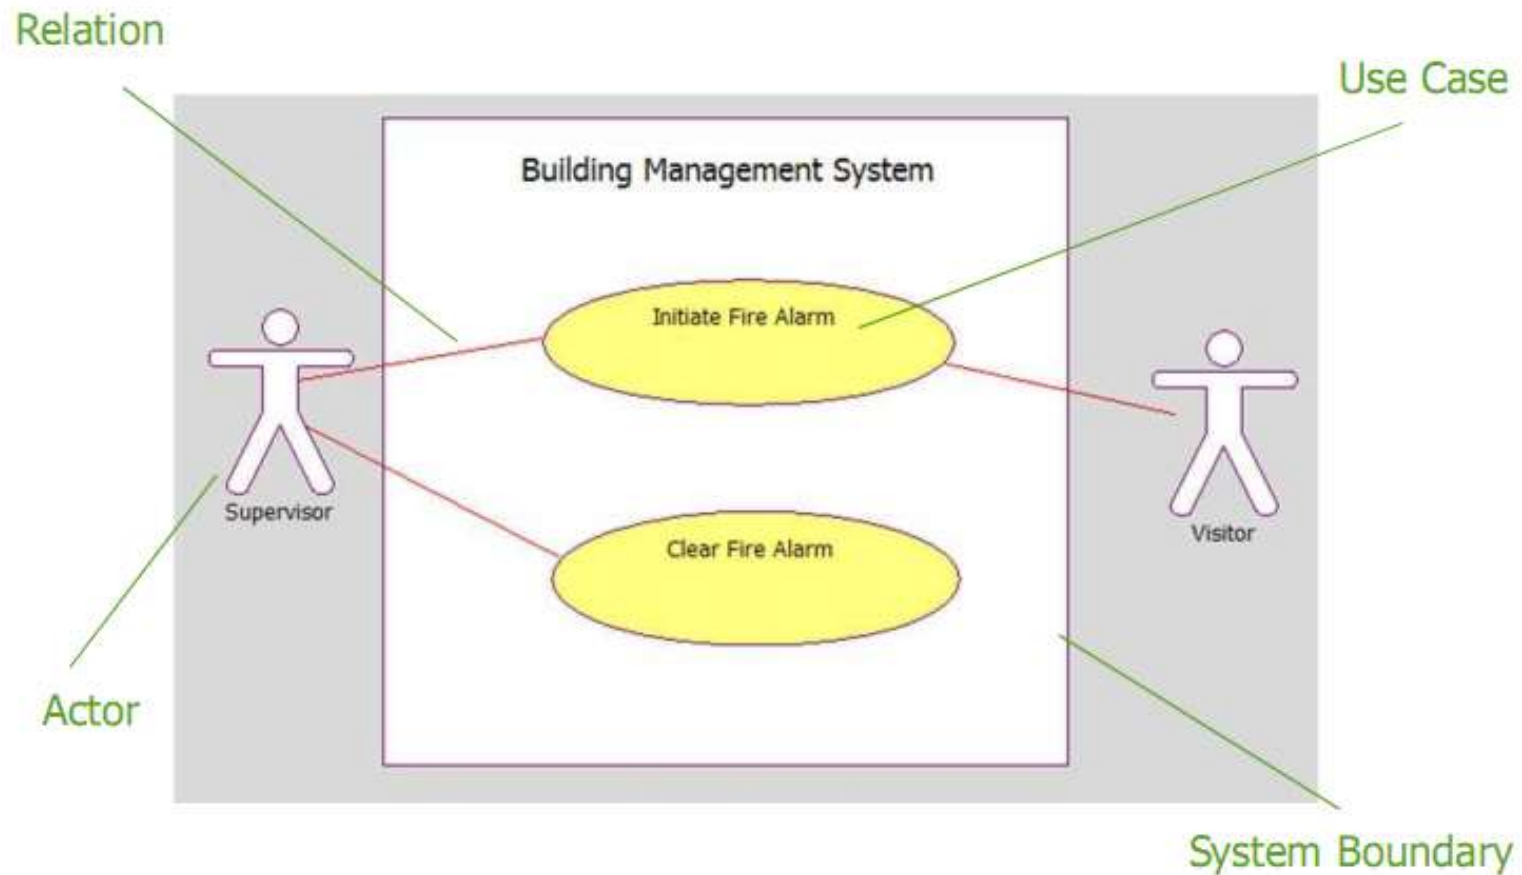 Relation
Use Case
Building Management System
Initiate Fire Alarm
Supervisor
Visitor
Clear Fire Alarm
Actor
System Boundary